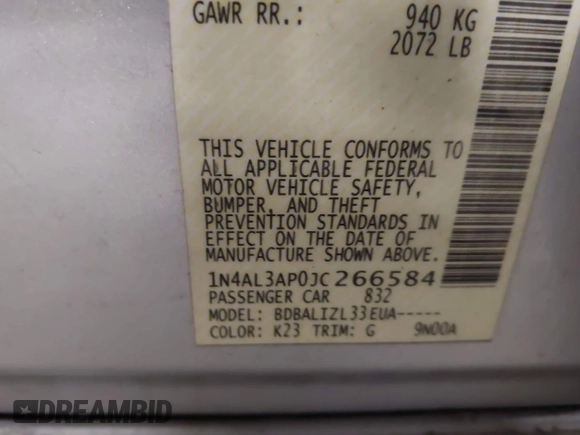 GAWR RR.: 940 KG
2072 LB
THIS VEHICLE CONFORMS TO
ALL APPLICABLE FEDERAL
MOTOR VEHICLE SAFETY,
BUMPER, AND THEFT
PREVENTION STANDARDS IN
EFFECT ON THE DATE OF
MANUFACTURE SHOWN ABOVE.
1N4AL3AP0JC266584
PASSENGER CAR 832
MODEL: BDBALIZL33EUA-----
COLOR: K23 TRIM: G 9N00A
DREAMBID